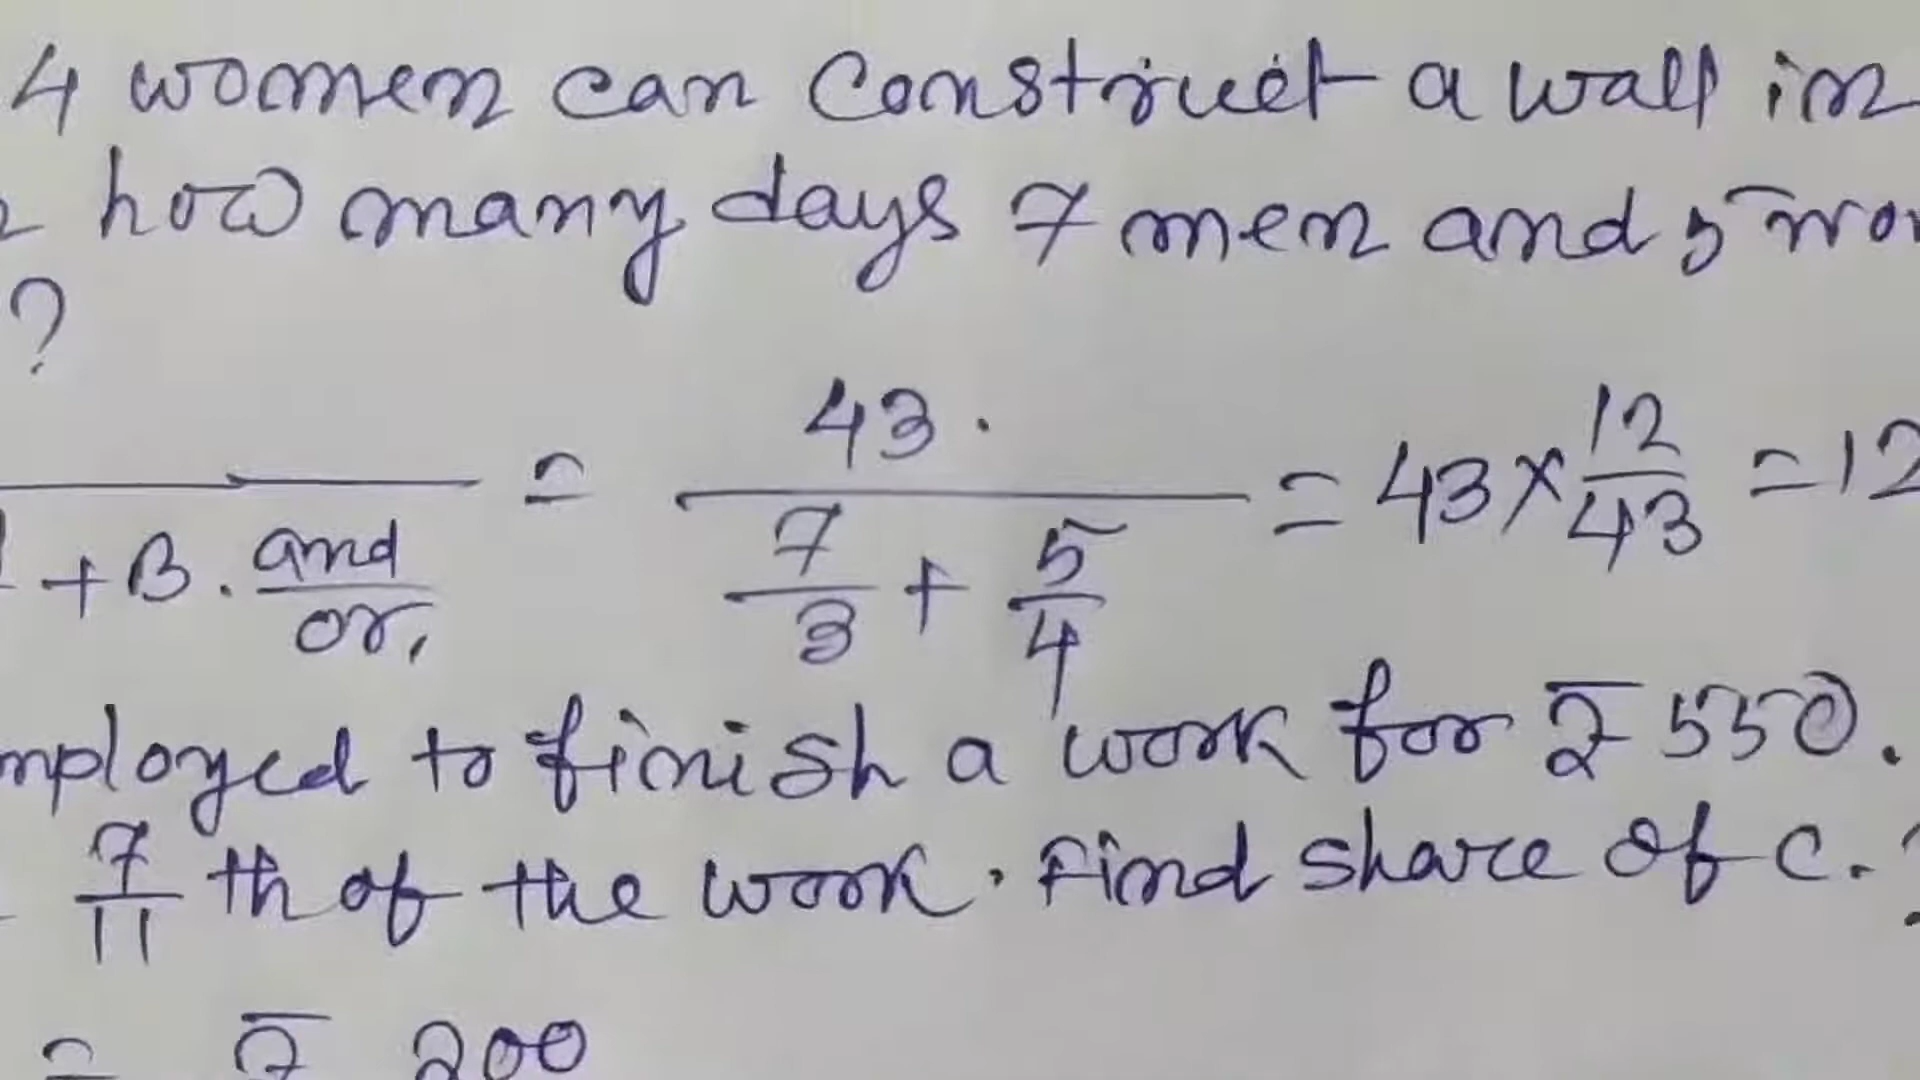 4 women can construct a wall in
how many days 7 men and 5 wom
?
+ B. and/or, = 43. / (7/3 + 5/4) = 43 × 12/43 = 12
mployed to finish a work for ₹ 550.
7/11 th of the work. Find share of C.?
= ₹ 200